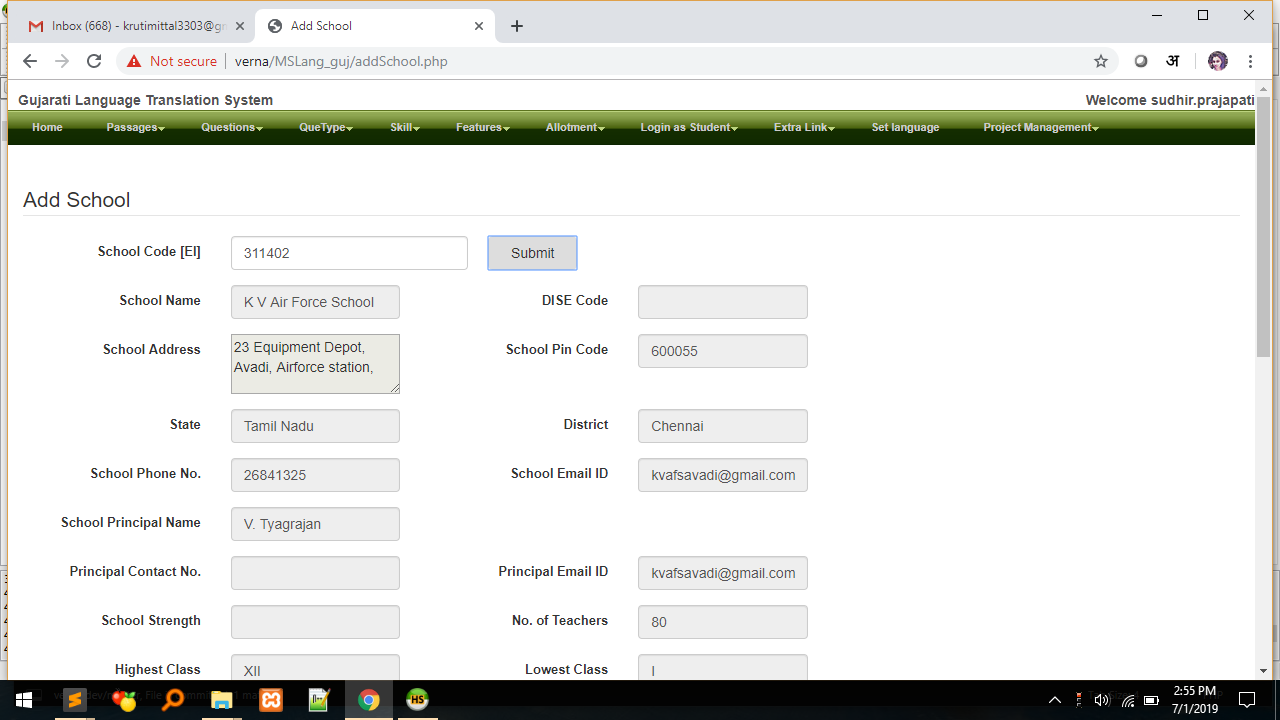 Inbox (668) - krutimittal3303@gm
Add School
Not secure
verna/MSLang_guj/addSchool.php
अ
Gujarati Language Translation System
Welcome sudhir.prajapati
Home Passages Questions QueType Skill Features Allotment Login as Student Extra Link Set language Project Management
Add School
School Code [EI] 311402 Submit
School Name K V Air Force School DISE Code
School Address 23 Equipment Depot,
Avadi, Airforce station,
School Pin Code 600055
State Tamil Nadu District Chennai
School Phone No. 26841325 School Email ID kvafsavadi@gmail.com
School Principal Name V. Tyagrajan
Principal Contact No. Principal Email ID kvafsavadi@gmail.com
School Strength No. of Teachers 80
Highest Class XII Lowest Class I
HS
2:55 PM
7/1/2019